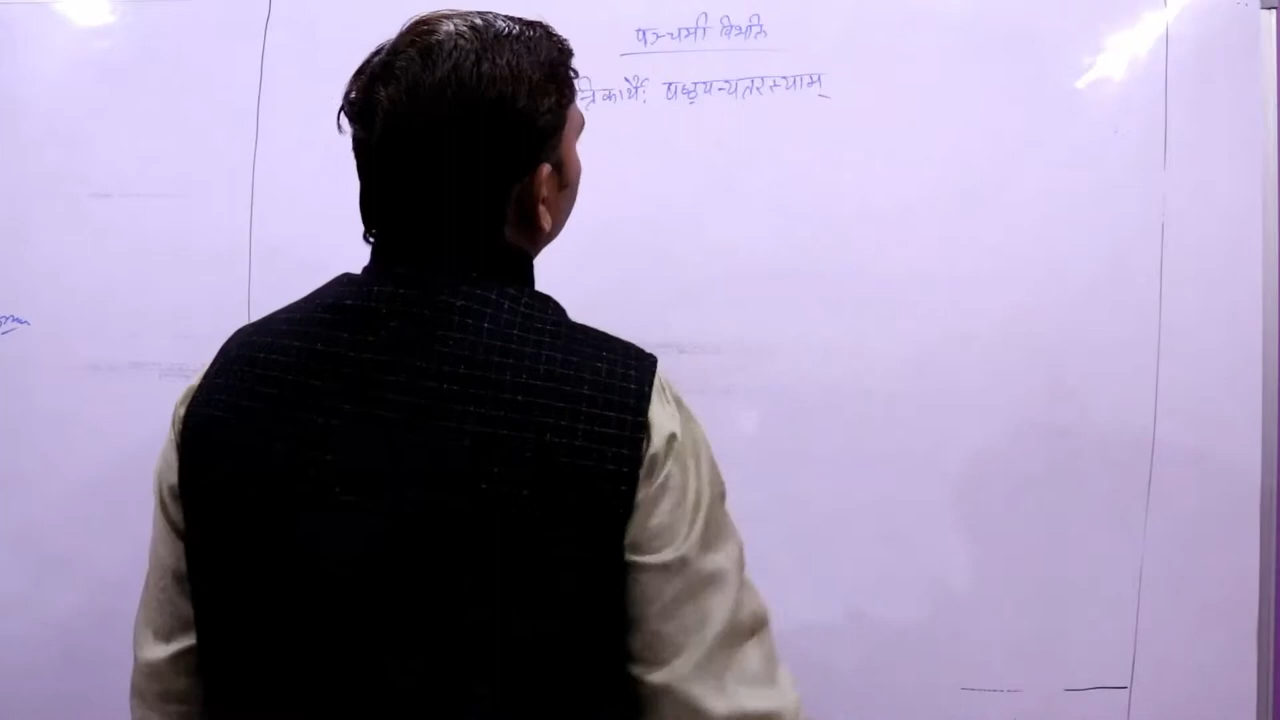 पञ्चमी विभक्ति
न्तिकार्थैः षष्ठ्यन्यतरस्याम्